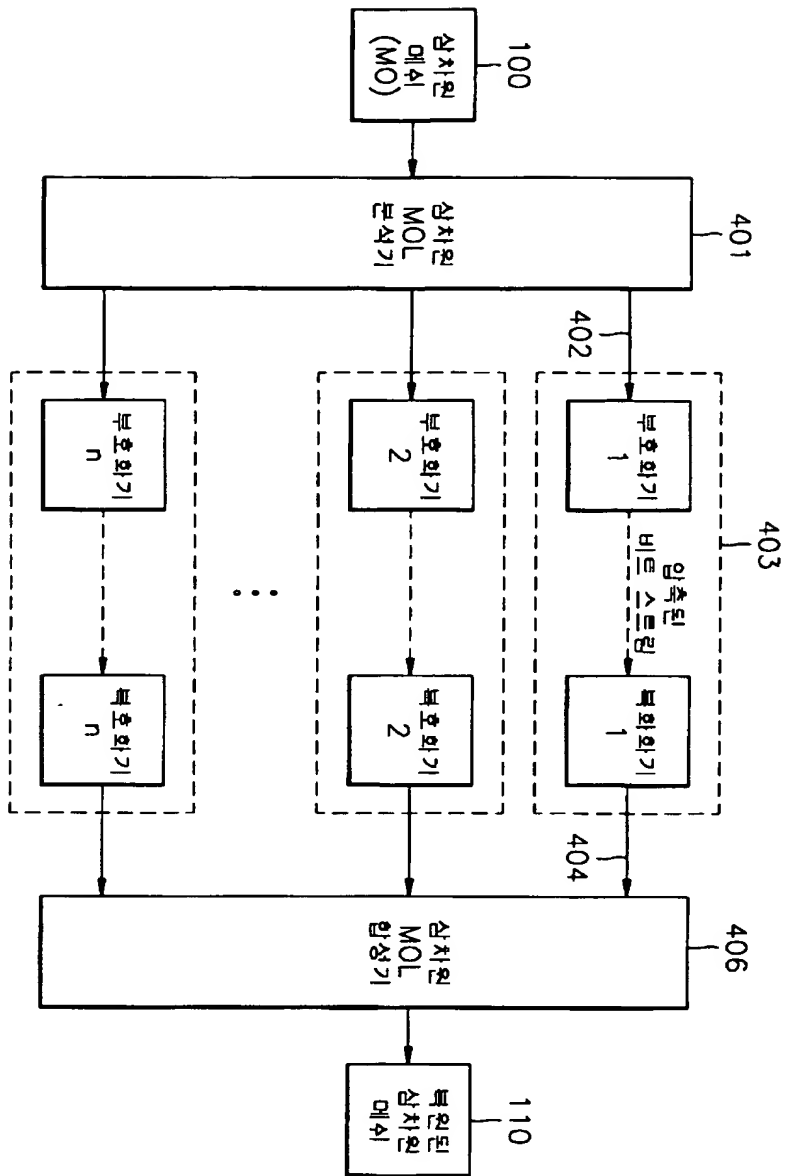 100
삼차원
메쉬
(MO)
401
삼차원
MOL
분석기
402
403
부호화기
1
압축된
비트 스트림
복화화기
1
부호화기
2
복호화기
2
...
부호화기
n
복호화기
n
404
406
삼차원
MOL
합성기
110
복원된
삼차원
메쉬